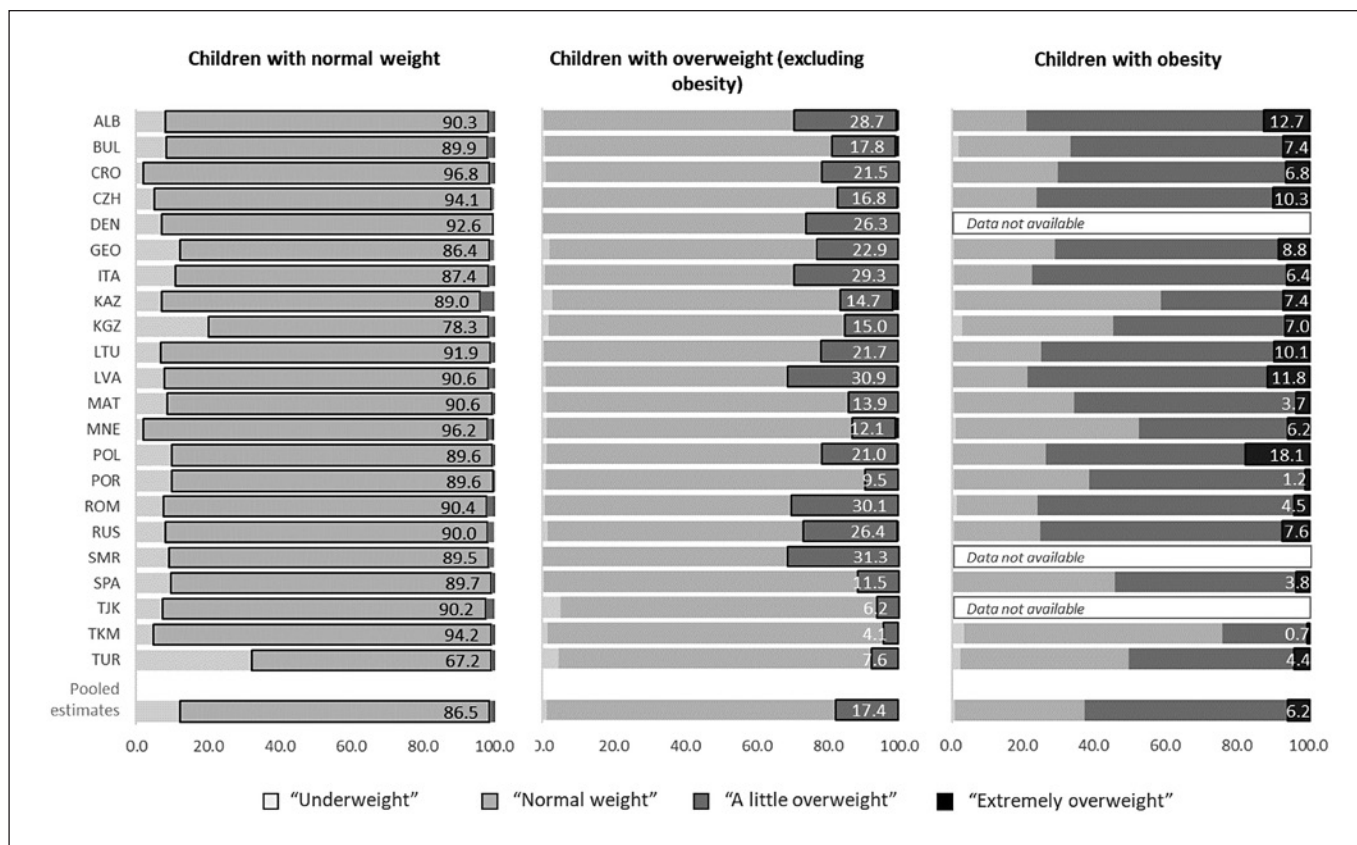 Children with normal weight
Children with overweight (excluding
obesity)
Children with obesity
ALB 90.3 28.7 12.7
BUL 89.9 17.8 7.4
CRO 96.8 21.5 6.8
CZH 94.1 16.8 10.3
DEN 92.6 26.3 Data not available
GEO 86.4 22.9 8.8
ITA 87.4 29.3 6.4
KAZ 89.0 14.7 7.4
KGZ 78.3 15.0 7.0
LTU 91.9 21.7 10.1
LVA 90.6 30.9 11.8
MAT 90.6 13.9 3.7
MNE 96.2 12.1 6.2
POL 89.6 21.0 18.1
POR 89.6 9.5 1.2
ROM 90.4 30.1 4.5
RUS 90.0 26.4 7.6
SMR 89.5 31.3 Data not available
SPA 89.7 11.5 3.8
TJK 90.2 6.2 Data not available
TKM 94.2 4.1 0.7
TUR 67.2 7.6 4.4
Pooled
estimates 86.5 17.4 6.2
0.0 20.0 40.0 60.0 80.0 100.0 ).0 20.0 40.0 60.0 80.0 100.0 0.0 20.0 40.0 60.0 80.0 100.0
“Underweight” “Normal weight” “A little overweight” “Extremely overweight”